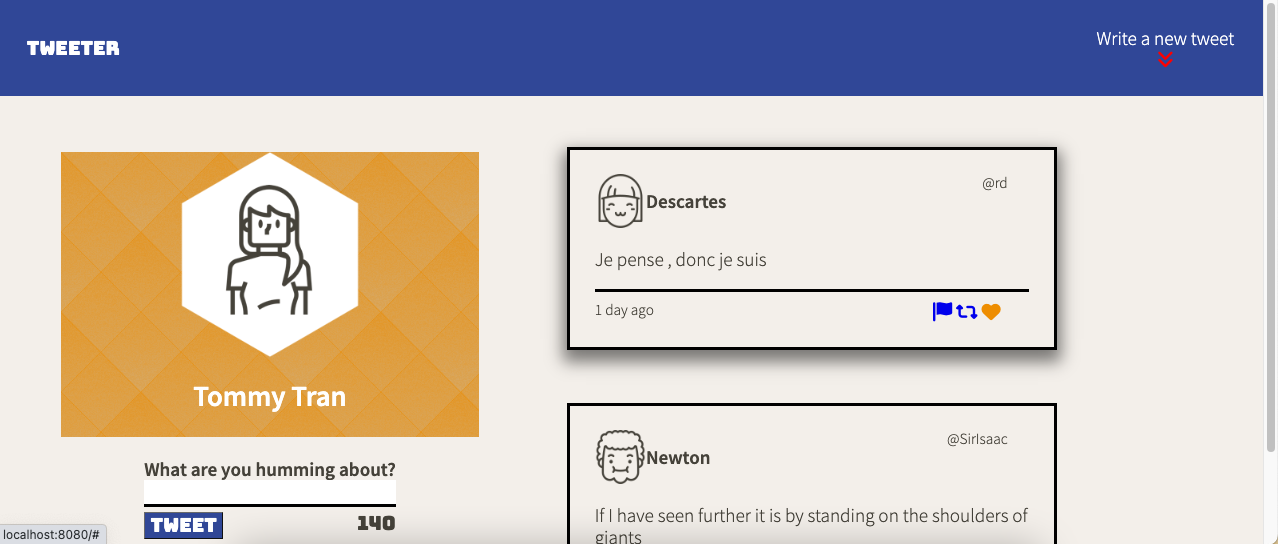 TWEETER
Write a new tweet
Tommy Tran
What are you humming about?
TWEET 140
Descartes @rd
Je pense , donc je suis
1 day ago
Newton @SirIsaac
If I have seen further it is by standing on the shoulders of
giants
localhost:8080/#